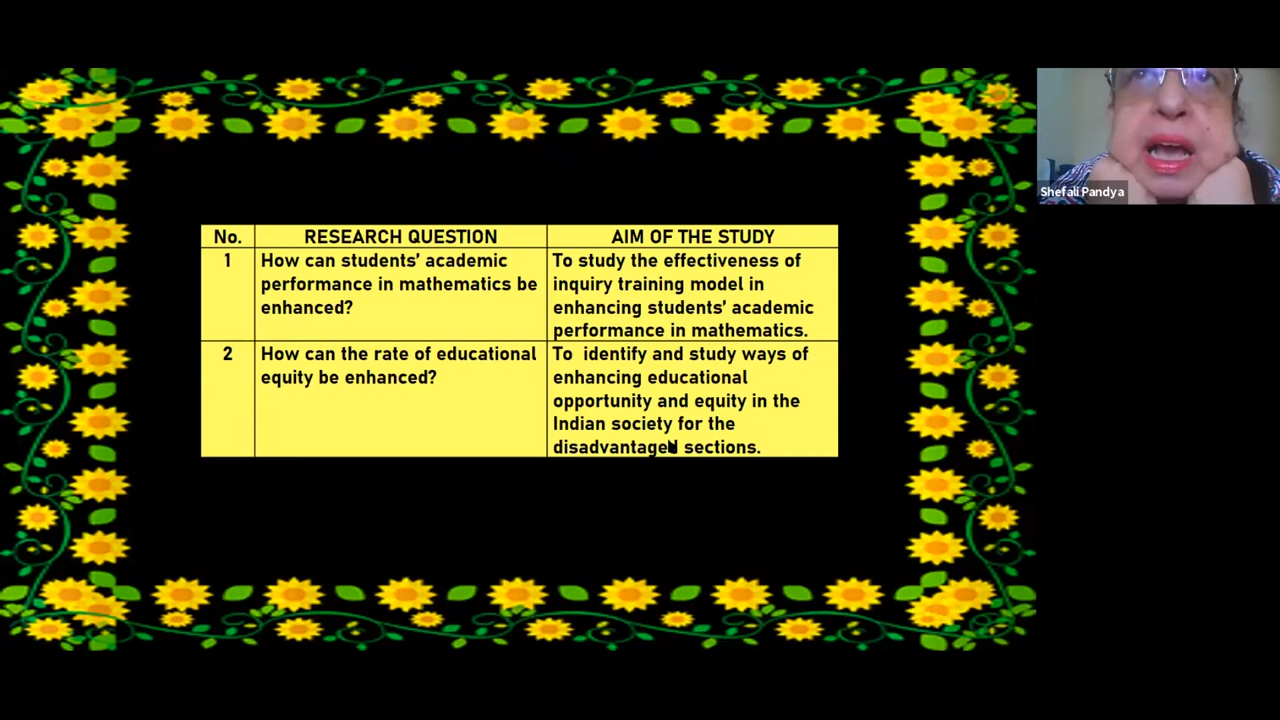 No. RESEARCH QUESTION AIM OF THE STUDY
1 How can students' academic
performance in mathematics be
enhanced?
To study the effectiveness of
inquiry training model in
enhancing students' academic
performance in mathematics.
2 How can the rate of educational
equity be enhanced?
To identify and study ways of
enhancing educational
opportunity and equity in the
Indian society for the
disadvantaged sections.
Shefali Pandya